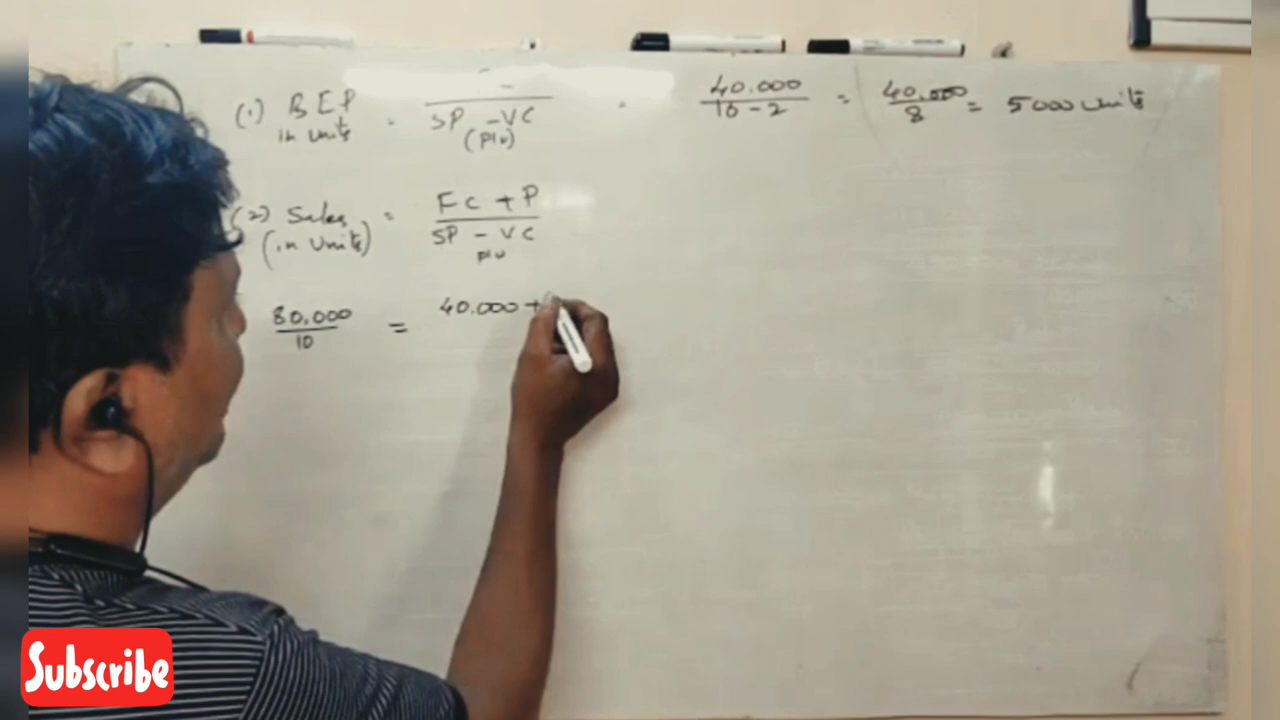 (1) BEP in units = SP - VC (P/U) = 40.000 / 10 - 2 = 40.000 / 8 = 5000 units
(2) Sales (in units) = FC + P / SP - VC P/U
80.000 / 10 = 40.000 +
Subscribe